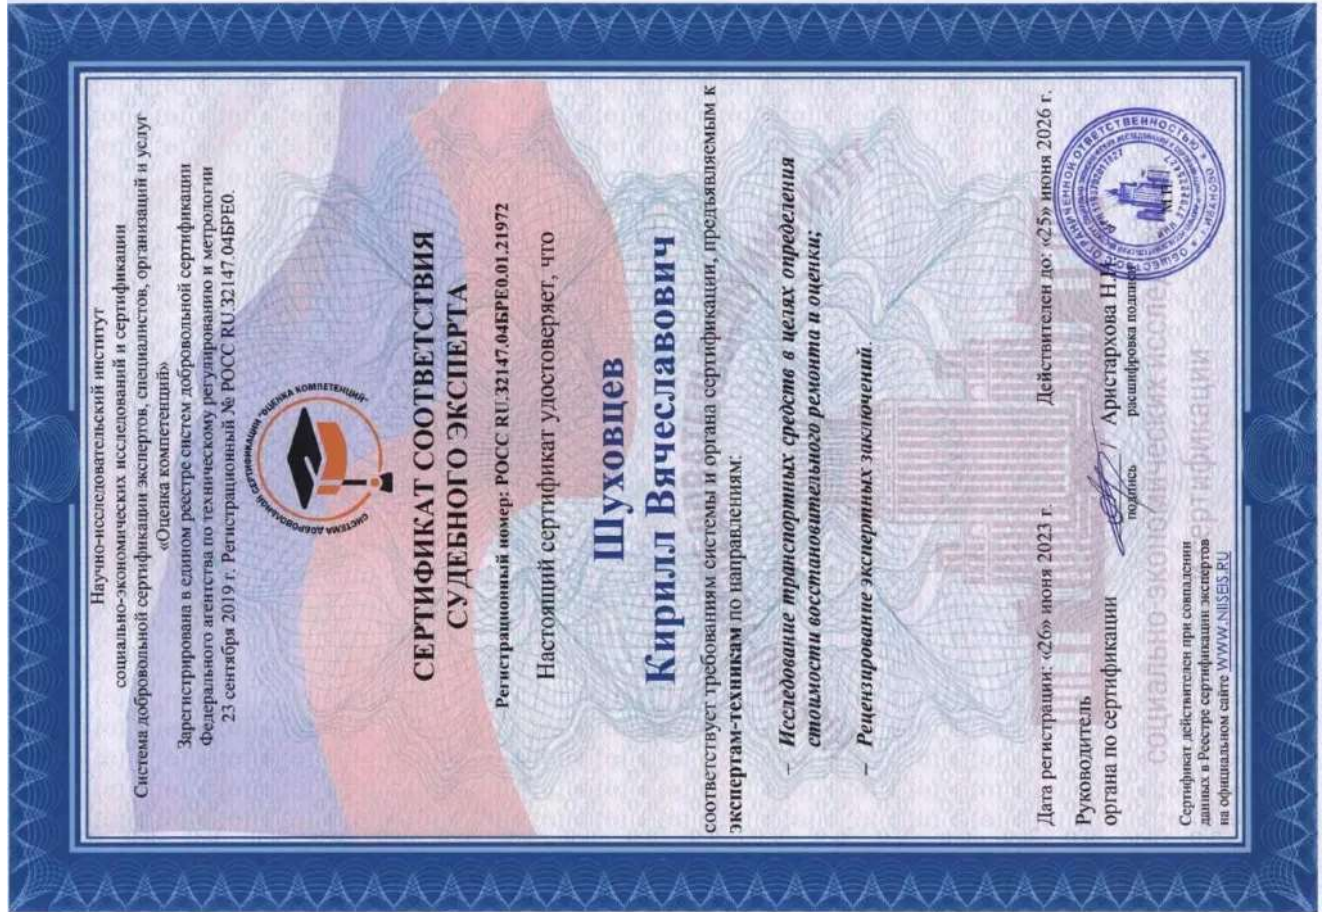 Научно-исследовательский институт
социально-экономических исследований и сертификации
Система добровольной сертификации экспертов, специалистов, организаций и услуг
«Оценка компетенций»
Зарегистрирована в едином реестре систем добровольной сертификации
Федерального агентства по техническому регулированию и метрологии
23 сентября 2019 г. Регистрационный № РОСС RU.32147.04БРЕ0.
СИСТЕМА ДОБРОВОЛЬНОЙ СЕРТИФИКАЦИИ "ОЦЕНКА КОМПЕТЕНЦИЙ"
СЕРТИФИКАТ СООТВЕТСТВИЯ
СУДЕБНОГО ЭКСПЕРТА
Регистрационный номер: РОСС RU.32147.04БРЕ0.01.21972
Настоящий сертификат удостоверяет, что
Шуховцев
Кирилл Вячеславович
соответствует требованиям системы и органа сертификации, предъявляемым к
экспертам-техникам по направлениям:
– Исследование транспортных средств в целях определения
стоимости восстановительного ремонта и оценки;
– Рецензирование экспертных заключений.
Дата регистрации: «26» июня 2023 г. Действителен до: «25» июня 2026 г.
Руководитель
органа по сертификации Аристархова Н.И.
подпись расшифровка подписи
Сертификат действителен при совпадении
данных в Реестре сертификации экспертов
на официальном сайте WWW.NIISEIS.RU